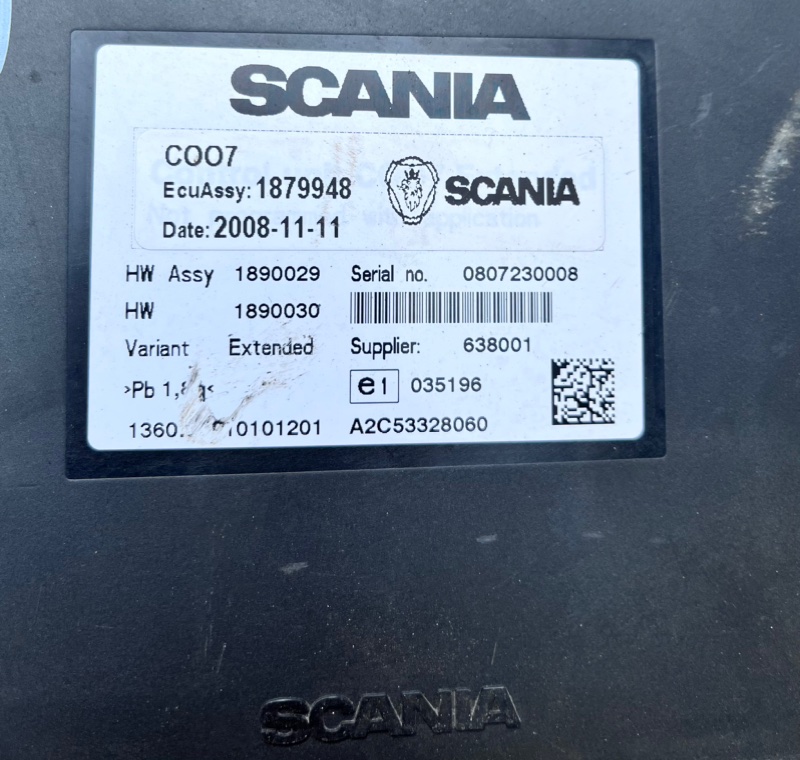 SCANIA
COO7
EcuAssy: 1879948
SCANIA
Date: 2008-11-11
HW Assy 1890029 Serial no. 0807230008
HW 1890030
Variant Extended Supplier: 638001
>Pb e1 035196
A2C53328060
SCANIA